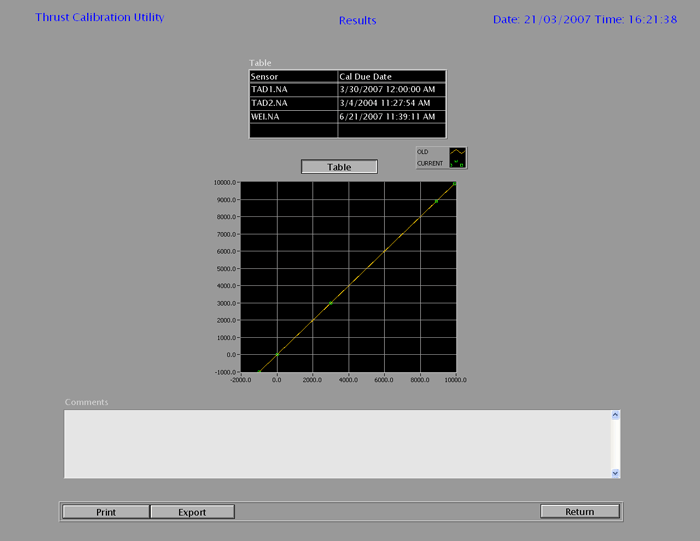 Thrust Calibration Utility
Results
Date: 21/03/2007 Time: 16:21:38
Table
Sensor Cal Due Date
TAD1.NA 3/30/2007 12:00:00 AM
TAD2.NA 3/4/2004 11:27:54 AM
WEI.NA 6/21/2007 11:39:11 AM
OLD
CURRENT
Table
10000.0
9000.0
8000.0
7000.0
6000.0
5000.0
4000.0
3000.0
2000.0
1000.0
0.0
-1000.0
-2000.0 0.0 2000.0 4000.0 6000.0 8000.0 10000.0
Comments
Print Export Return